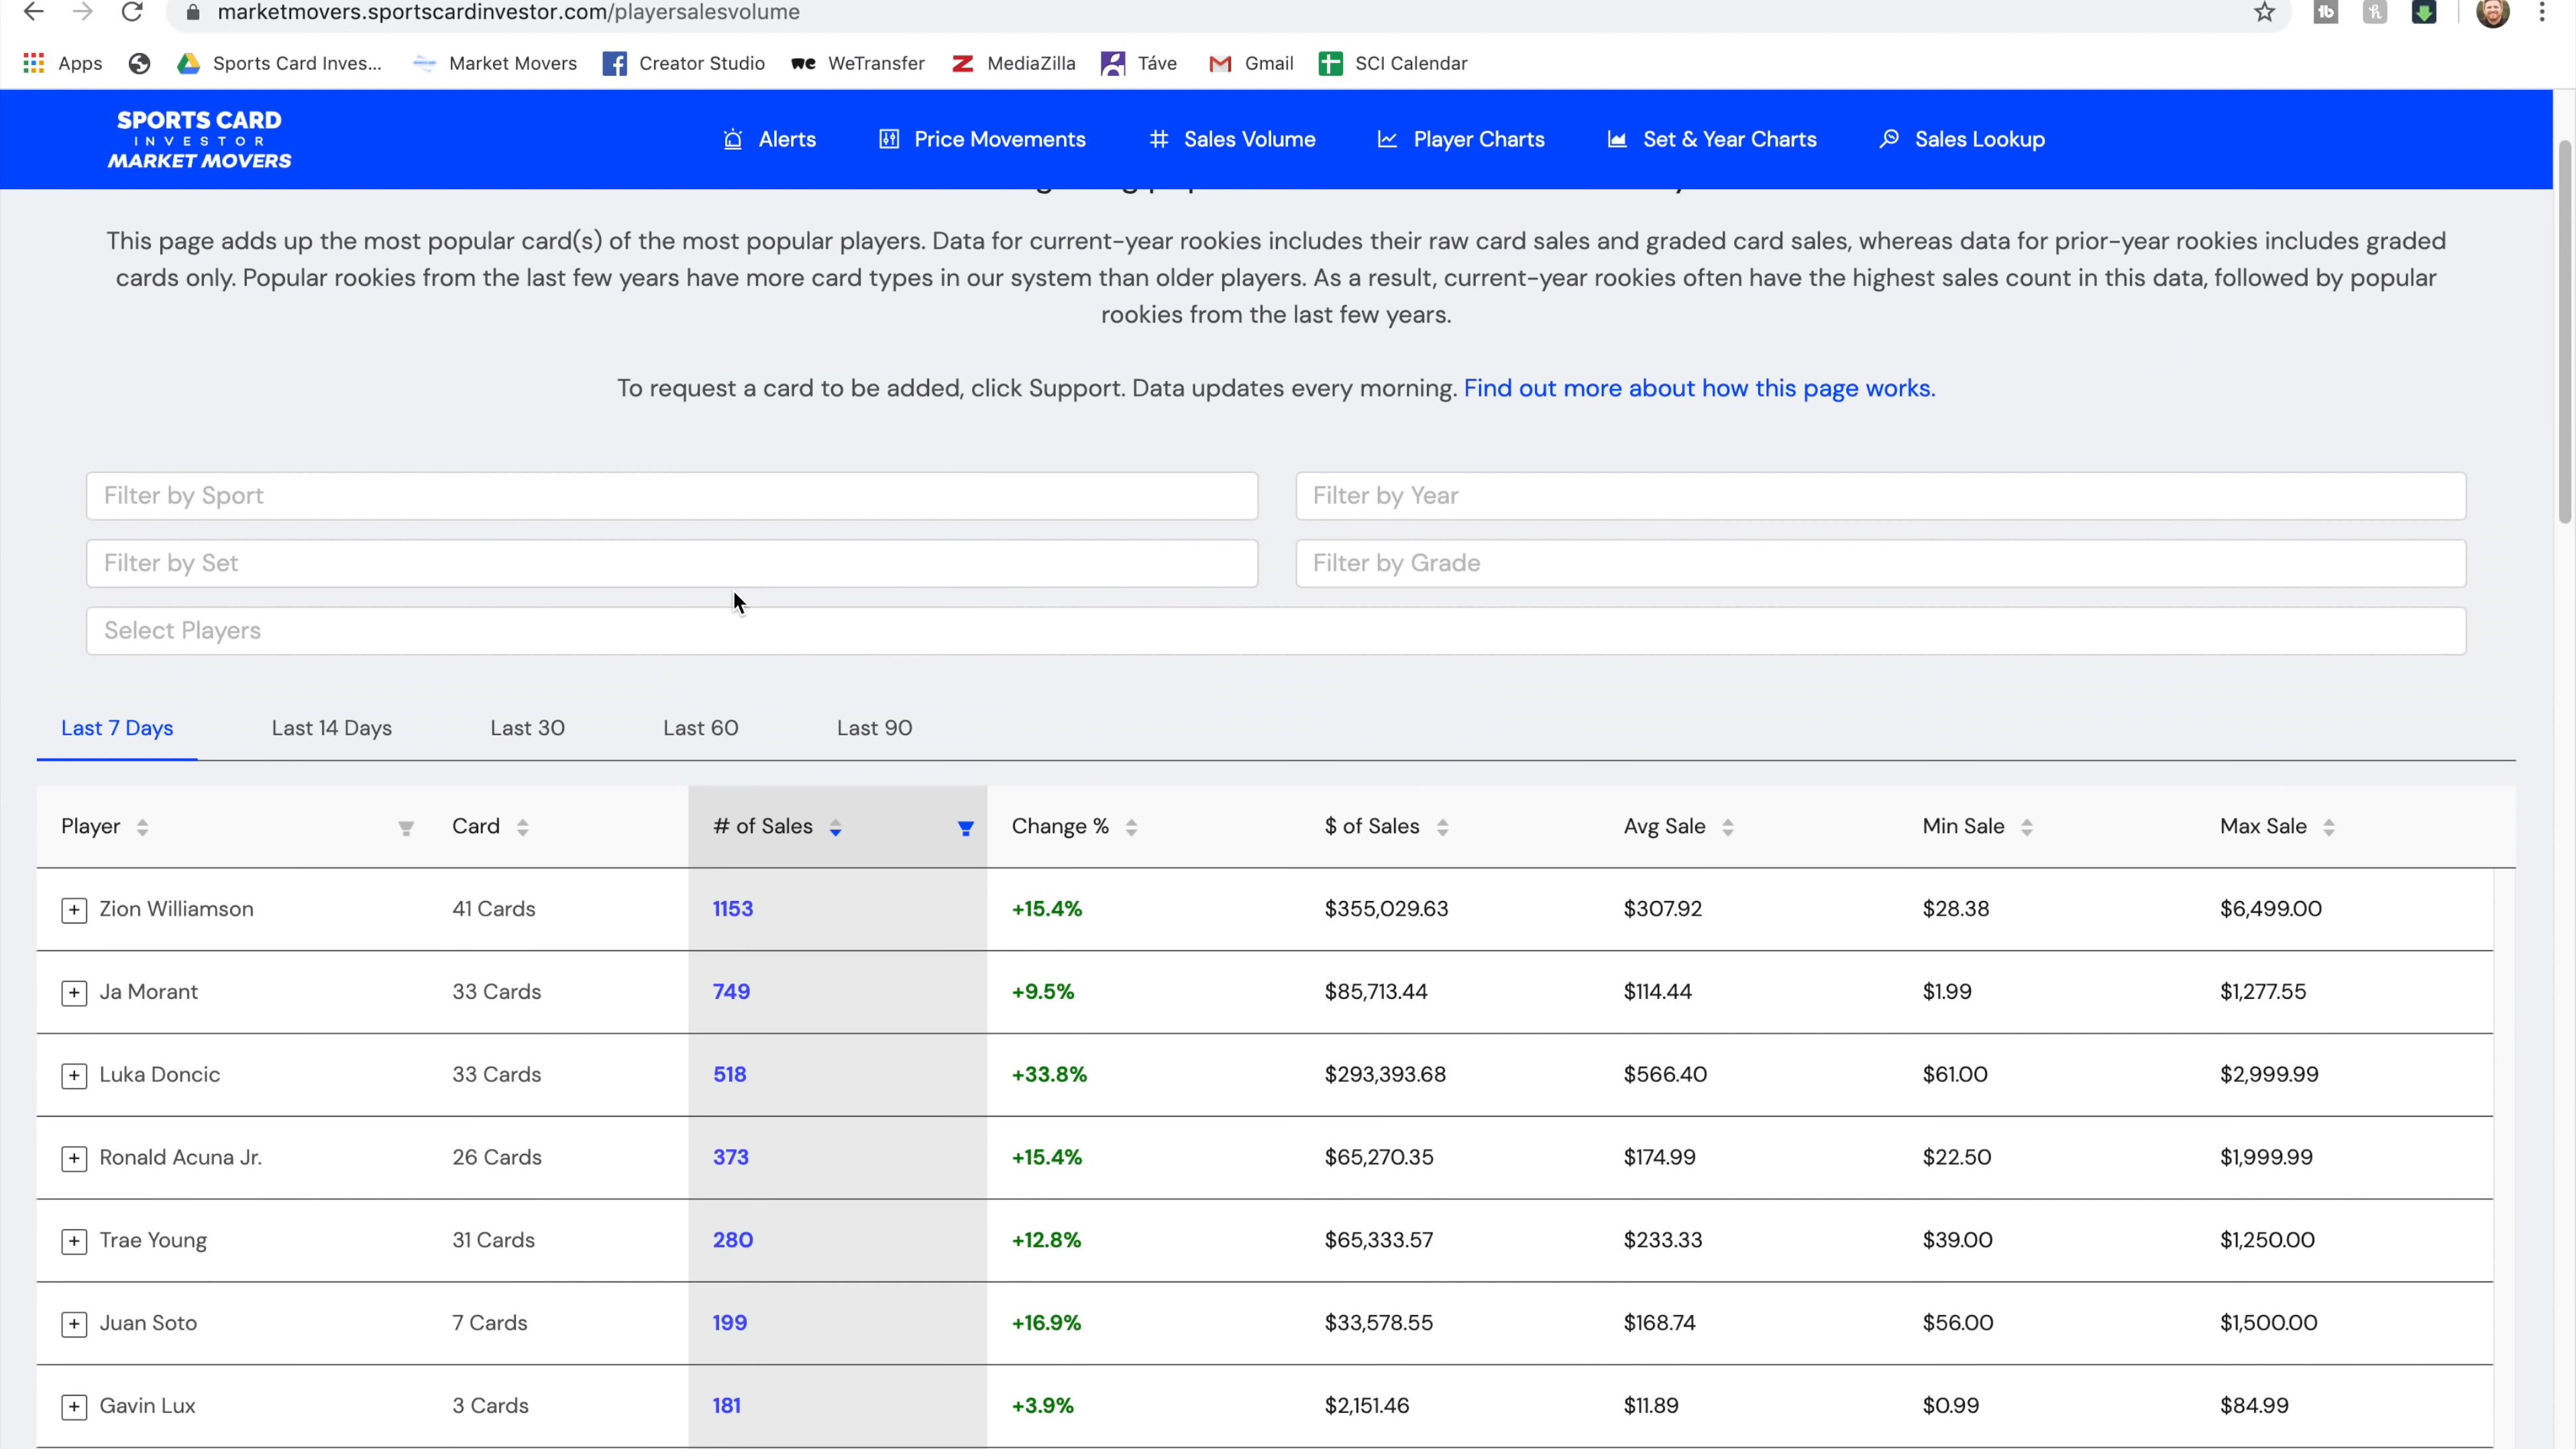 marketmovers.sportscardinvestor.com/playersalesvolume
Apps Sports Card Inves... Market Movers Creator Studio WeTransfer MediaZilla Táve Gmail SCI Calendar
SPORTS CARD
INVESTOR
MARKET MOVERS
Alerts Price Movements Sales Volume Player Charts Set & Year Charts Sales Lookup
This page adds up the most popular card(s) of the most popular players. Data for current-year rookies includes their raw card sales and graded card sales, whereas data for prior-year rookies includes graded
cards only. Popular rookies from the last few years have more card types in our system than older players. As a result, current-year rookies often have the highest sales count in this data, followed by popular
rookies from the last few years.
To request a card to be added, click Support. Data updates every morning. Find out more about how this page works.
Filter by Sport Filter by Year
Filter by Set Filter by Grade
Select Players
Last 7 Days Last 14 Days Last 30 Last 60 Last 90
Player Card # of Sales Change % $ of Sales Avg Sale Min Sale Max Sale
Zion Williamson 41 Cards 1153 +15.4% $355,029.63 $307.92 $28.38 $6,499.00
Ja Morant 33 Cards 749 +9.5% $85,713.44 $114.44 $1.99 $1,277.55
Luka Doncic 33 Cards 518 +33.8% $293,393.68 $566.40 $61.00 $2,999.99
Ronald Acuna Jr. 26 Cards 373 +15.4% $65,270.35 $174.99 $22.50 $1,999.99
Trae Young 31 Cards 280 +12.8% $65,333.57 $233.33 $39.00 $1,250.00
Juan Soto 7 Cards 199 +16.9% $33,578.55 $168.74 $56.00 $1,500.00
Gavin Lux 3 Cards 181 +3.9% $2,151.46 $11.89 $0.99 $84.99